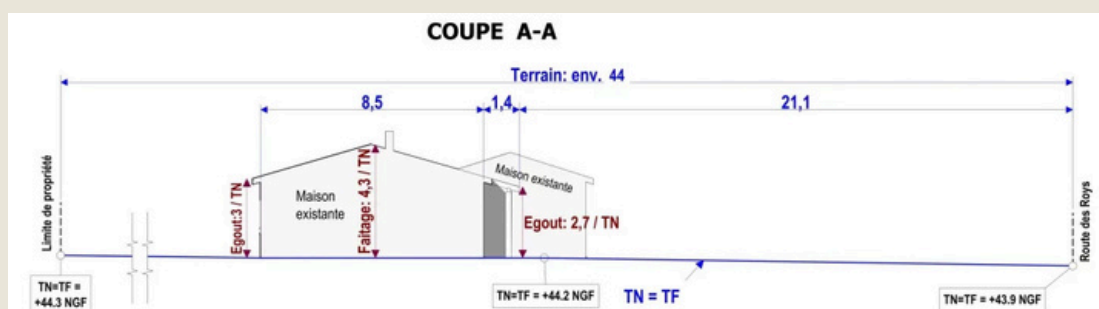 COUPE A-A
Terrain: env. 44
8,5
1,4
21,1
Limite de propriété
Egout:3 / TN
Maison
existante
Faitage: 4,3 / TN
Maison existante
Egout: 2,7 / TN
Route des Roys
TN=TF =
+44.3 NGF
TN=TF = +44.2 NGF
TN = TF
TN=TF = +43.9 NGF